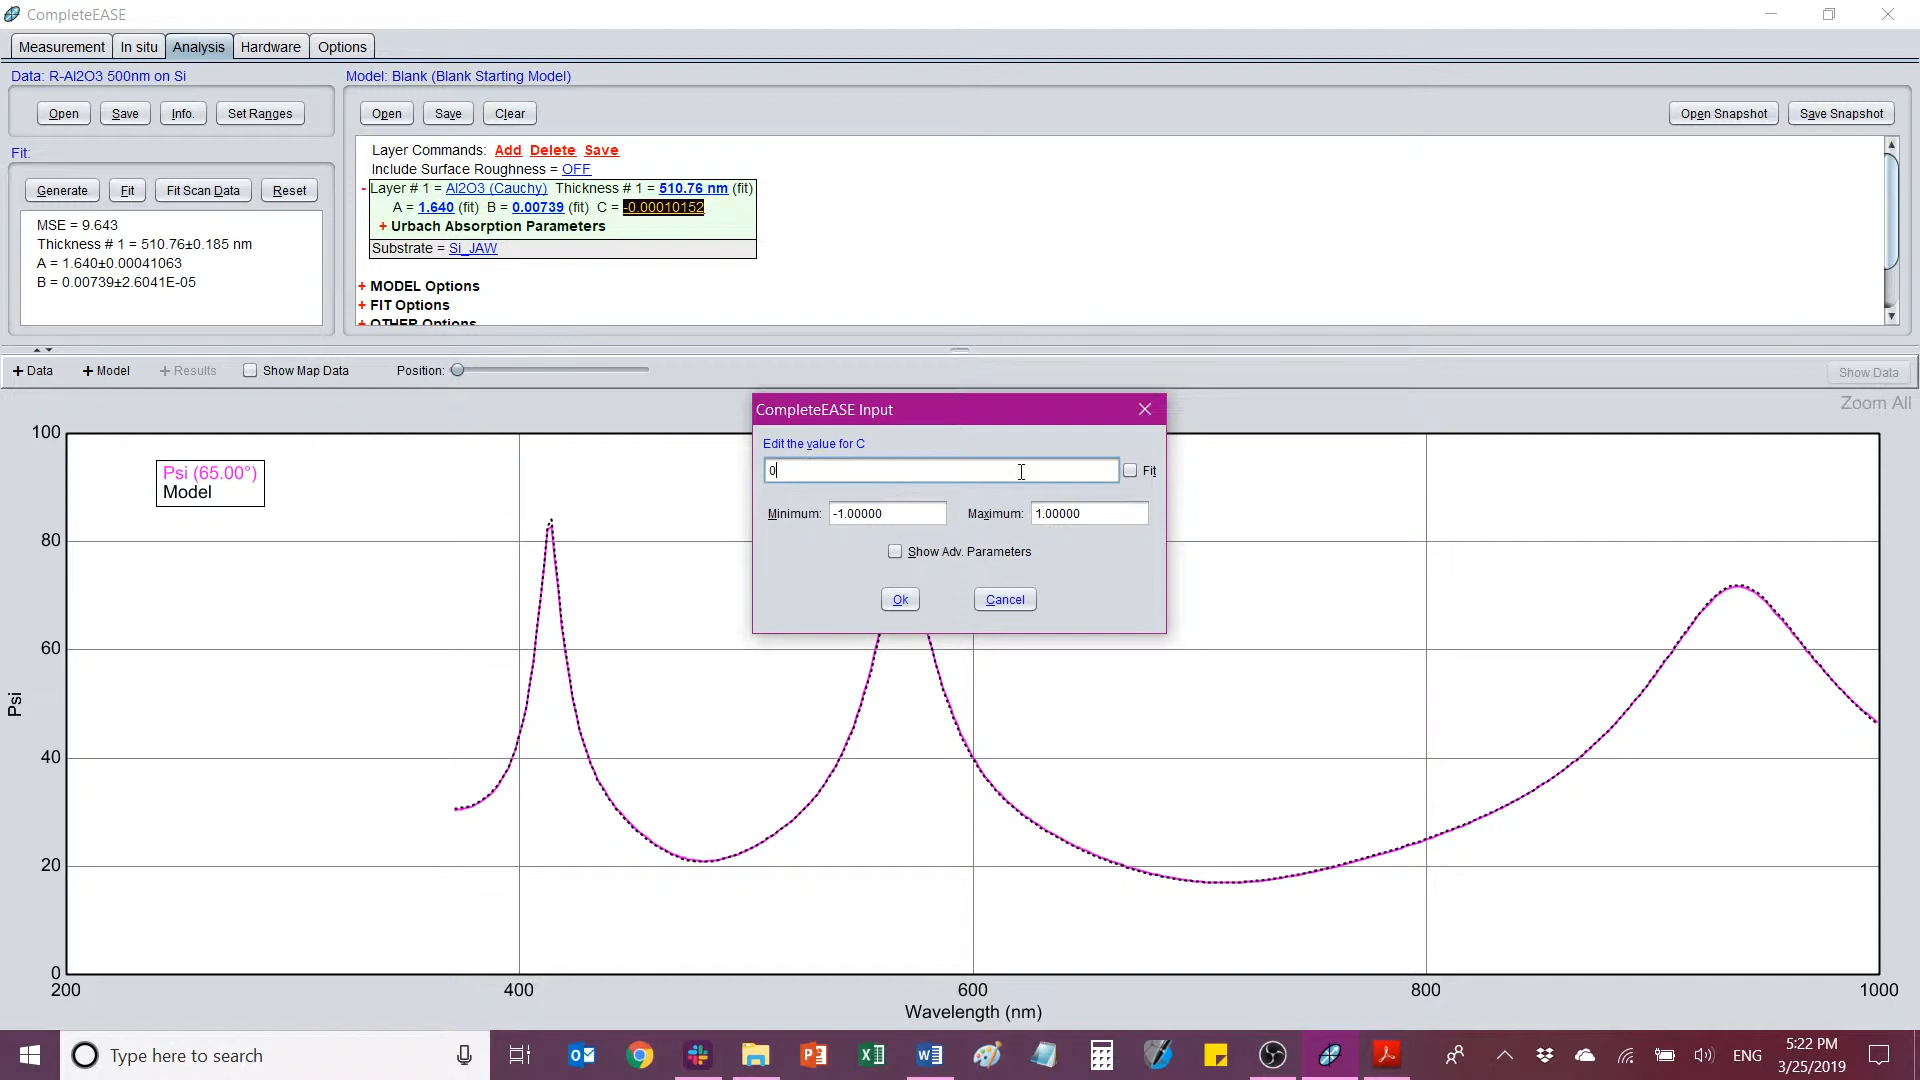 CompleteEASE
Measurement In situ Analysis Hardware Options
Data: R-Al2O3 500nm on Si
Model: Blank (Blank Starting Model)
Open Save Info. Set Ranges
Open Save Clear
Open Snapshot Save Snapshot
Fit:
Generate Fit Fit Scan Data Reset
MSE = 9.643
Thickness # 1 = 510.76±0.185 nm
A = 1.640±0.00041063
B = 0.00739±2.6041E-05
Layer Commands: Add Delete Save
Include Surface Roughness = OFF
- Layer # 1 = Al2O3 (Cauchy) Thickness # 1 = 510.76 nm (fit)
A = 1.640 (fit) B = 0.00739 (fit) C = -0.00010152
+ Urbach Absorption Parameters
Substrate = Si_JAW
+ MODEL Options
+ FIT Options
+ OTHER Options
+ Data + Model + Results Show Map Data Position: Show Data
Zoom All
CompleteEASE Input
Edit the value for C
0 Fit
Minimum: -1.00000 Maximum: 1.00000
Show Adv. Parameters
Ok Cancel
Psi (65.00°)
Model
100
80
60
40
20
0
Psi
200 400 600 800 1000
Wavelength (nm)
Type here to search
ENG
5:22 PM
3/25/2019